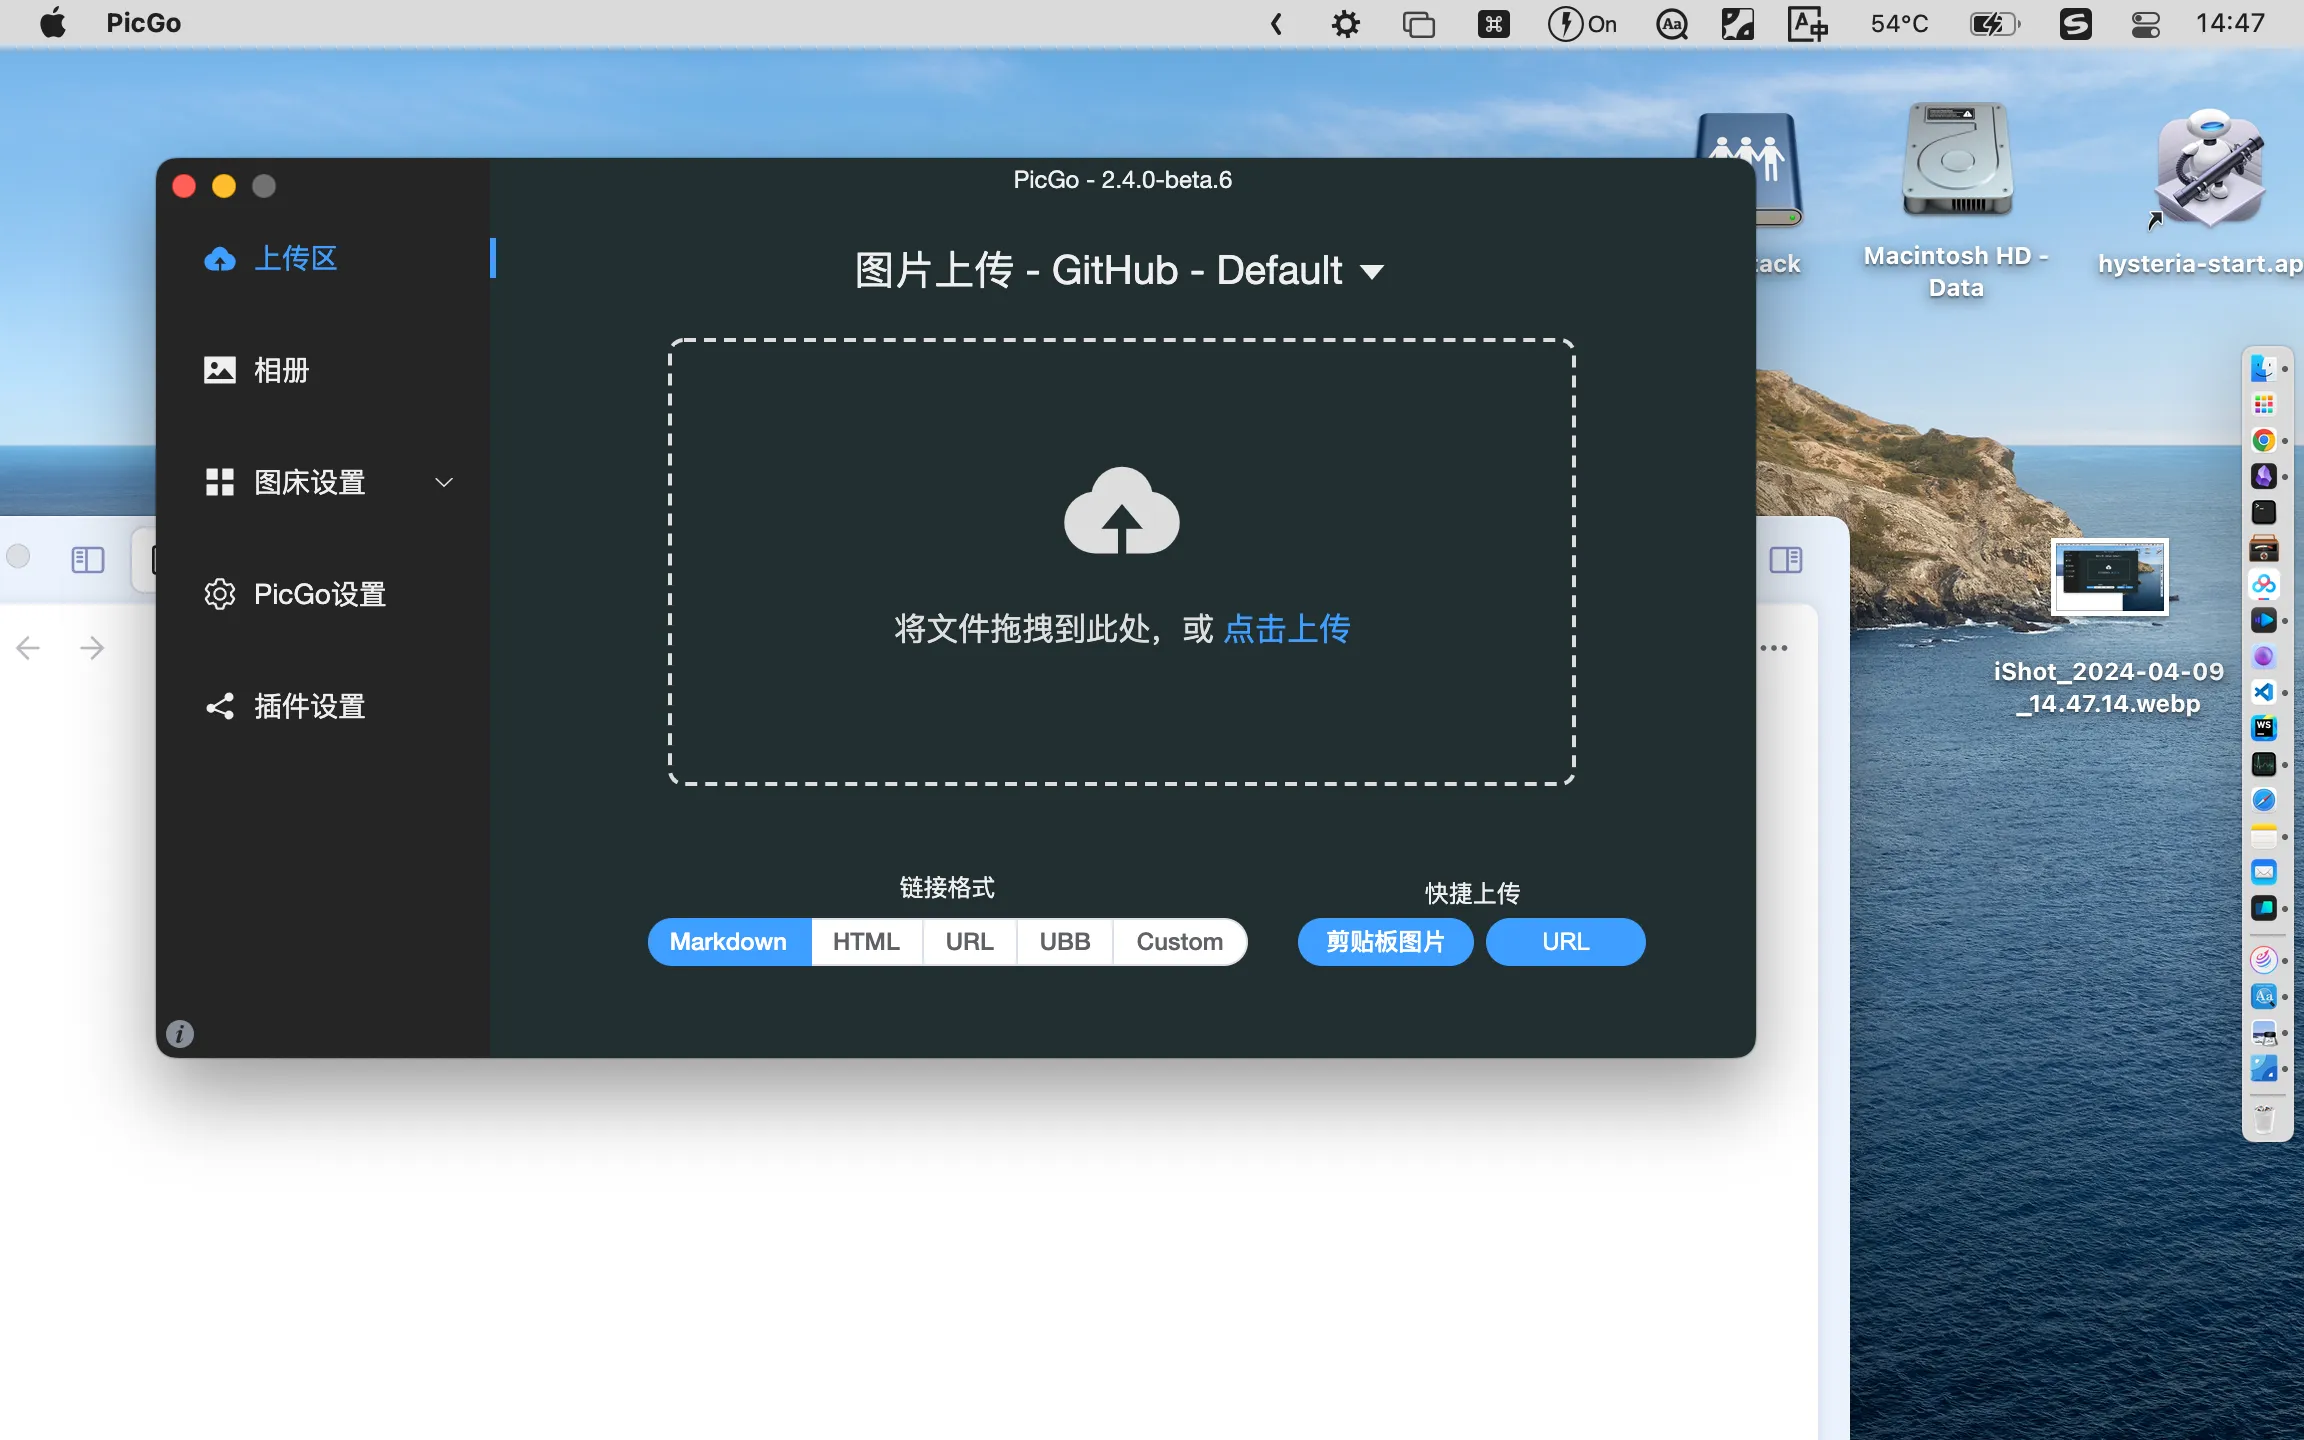 PicGo
On
54°C
14:47
PicGo - 2.4.0-beta.6
上传区
图片上传 - GitHub - Default
相册
图床设置
PicGo设置
插件设置
将文件拖拽到此处，或 点击上传
链接格式
快捷上传
Markdown
HTML
URL
UBB
Custom
剪贴板图片
URL
tack
Macintosh HD -
Data
hysteria-start.ap
iShot_2024-04-09
_14.47.14.webp